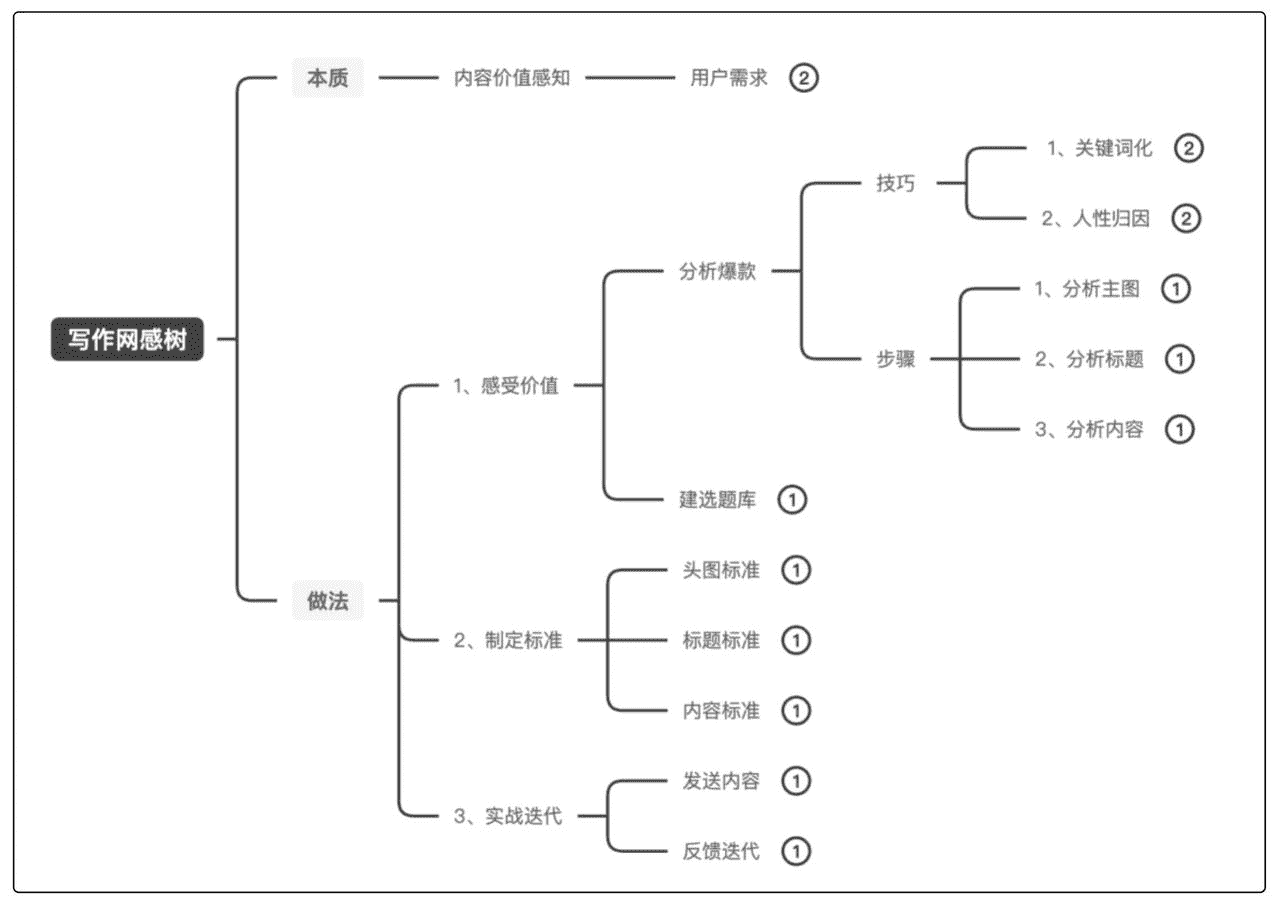 写作网感树
本质
内容价值感知
用户需求 2
做法
1、感受价值
分析爆款
技巧
1、关键词化 2
2、人性归因 2
步骤
1、分析主图 1
2、分析标题 1
3、分析内容 1
建选题库 1
2、制定标准
头图标准 1
标题标准 1
内容标准 1
3、实战迭代
发送内容 1
反馈迭代 1